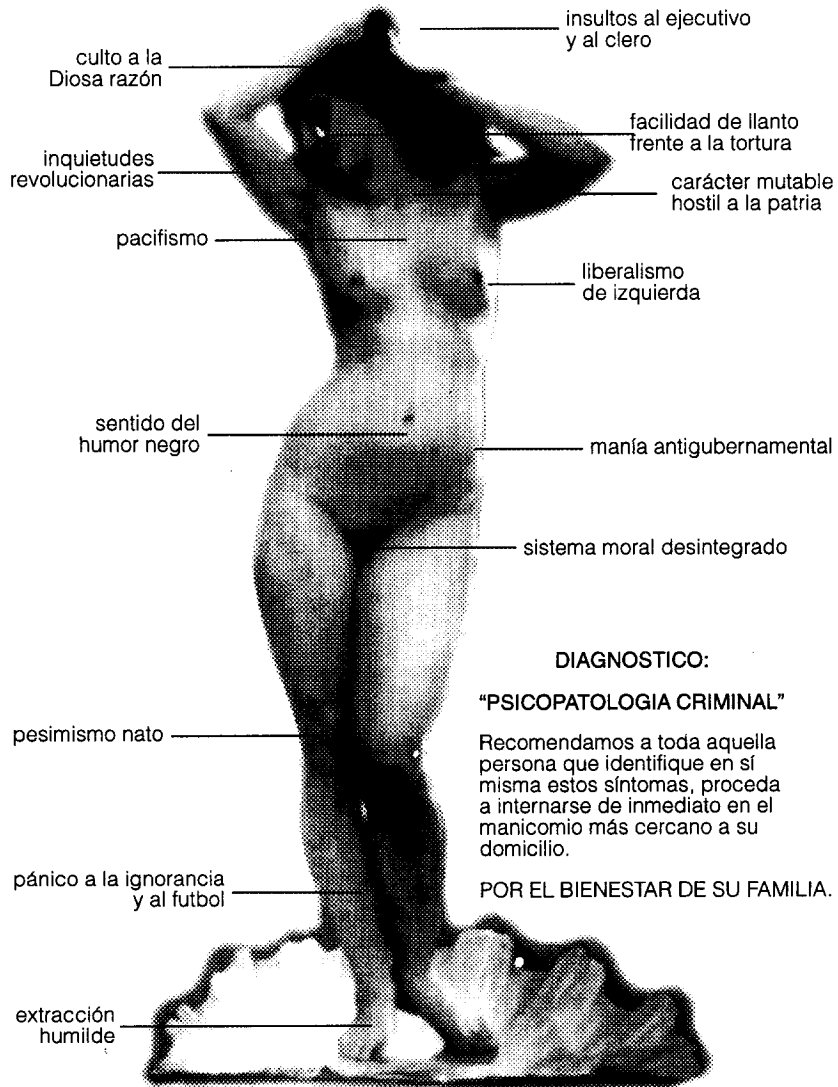 insultos al ejecutivo
y al clero
culto a la
Diosa razón
facilidad de llanto
frente a la tortura
inquietudes
revolucionarias
carácter mutable
hostil a la patria
pacifismo
liberalismo
de izquierda
sentido del
humor negro
manía antigubernamental
sistema moral desintegrado
DIAGNOSTICO:
“PSICOPATOLOGIA CRIMINAL”
Recomendamos a toda aquella
persona que identifique en sí
misma estos síntomas, proceda
a internarse de inmediato en el
manicomio más cercano a su
domicilio.
POR EL BIENESTAR DE SU FAMILIA.
pesimismo nato
pánico a la ignorancia
y al futbol
extracción
humilde